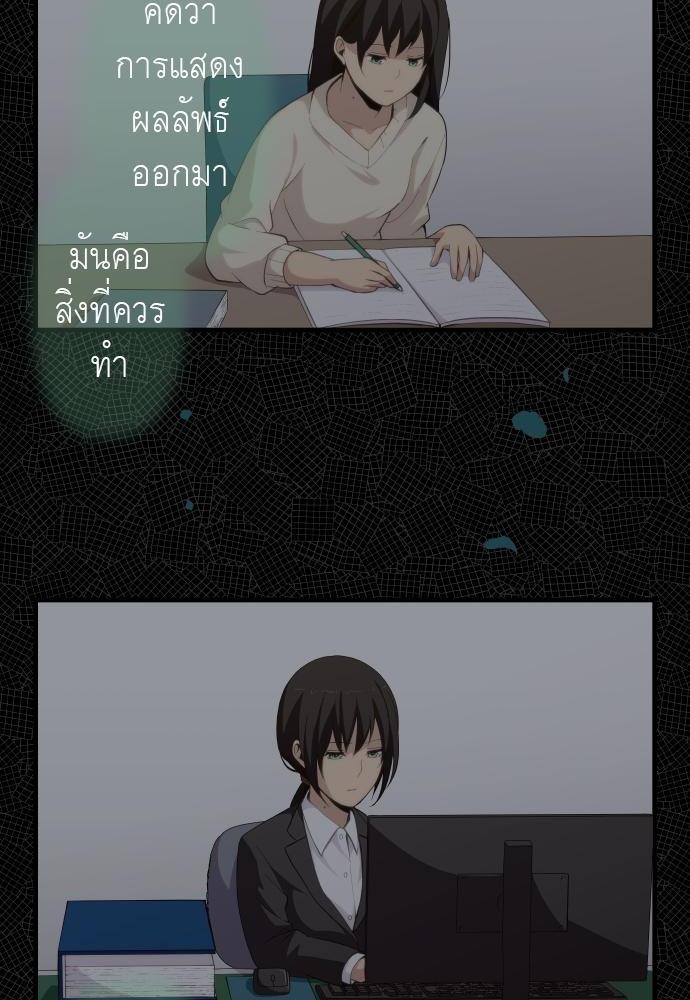 คิดว่า
การแสดง
ผลลัพธ์
ออกมา
มันคือ
สิ่งที่ควร
ทำ